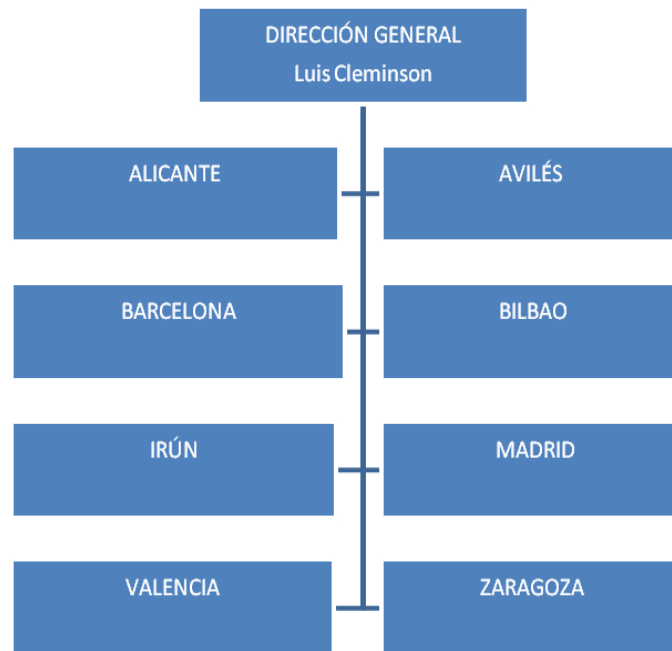 DIRECCIÓN GENERAL
Luis Cleminson
ALICANTE
AVILÉS
BARCELONA
BILBAO
IRÚN
MADRID
VALENCIA
ZARAGOZA